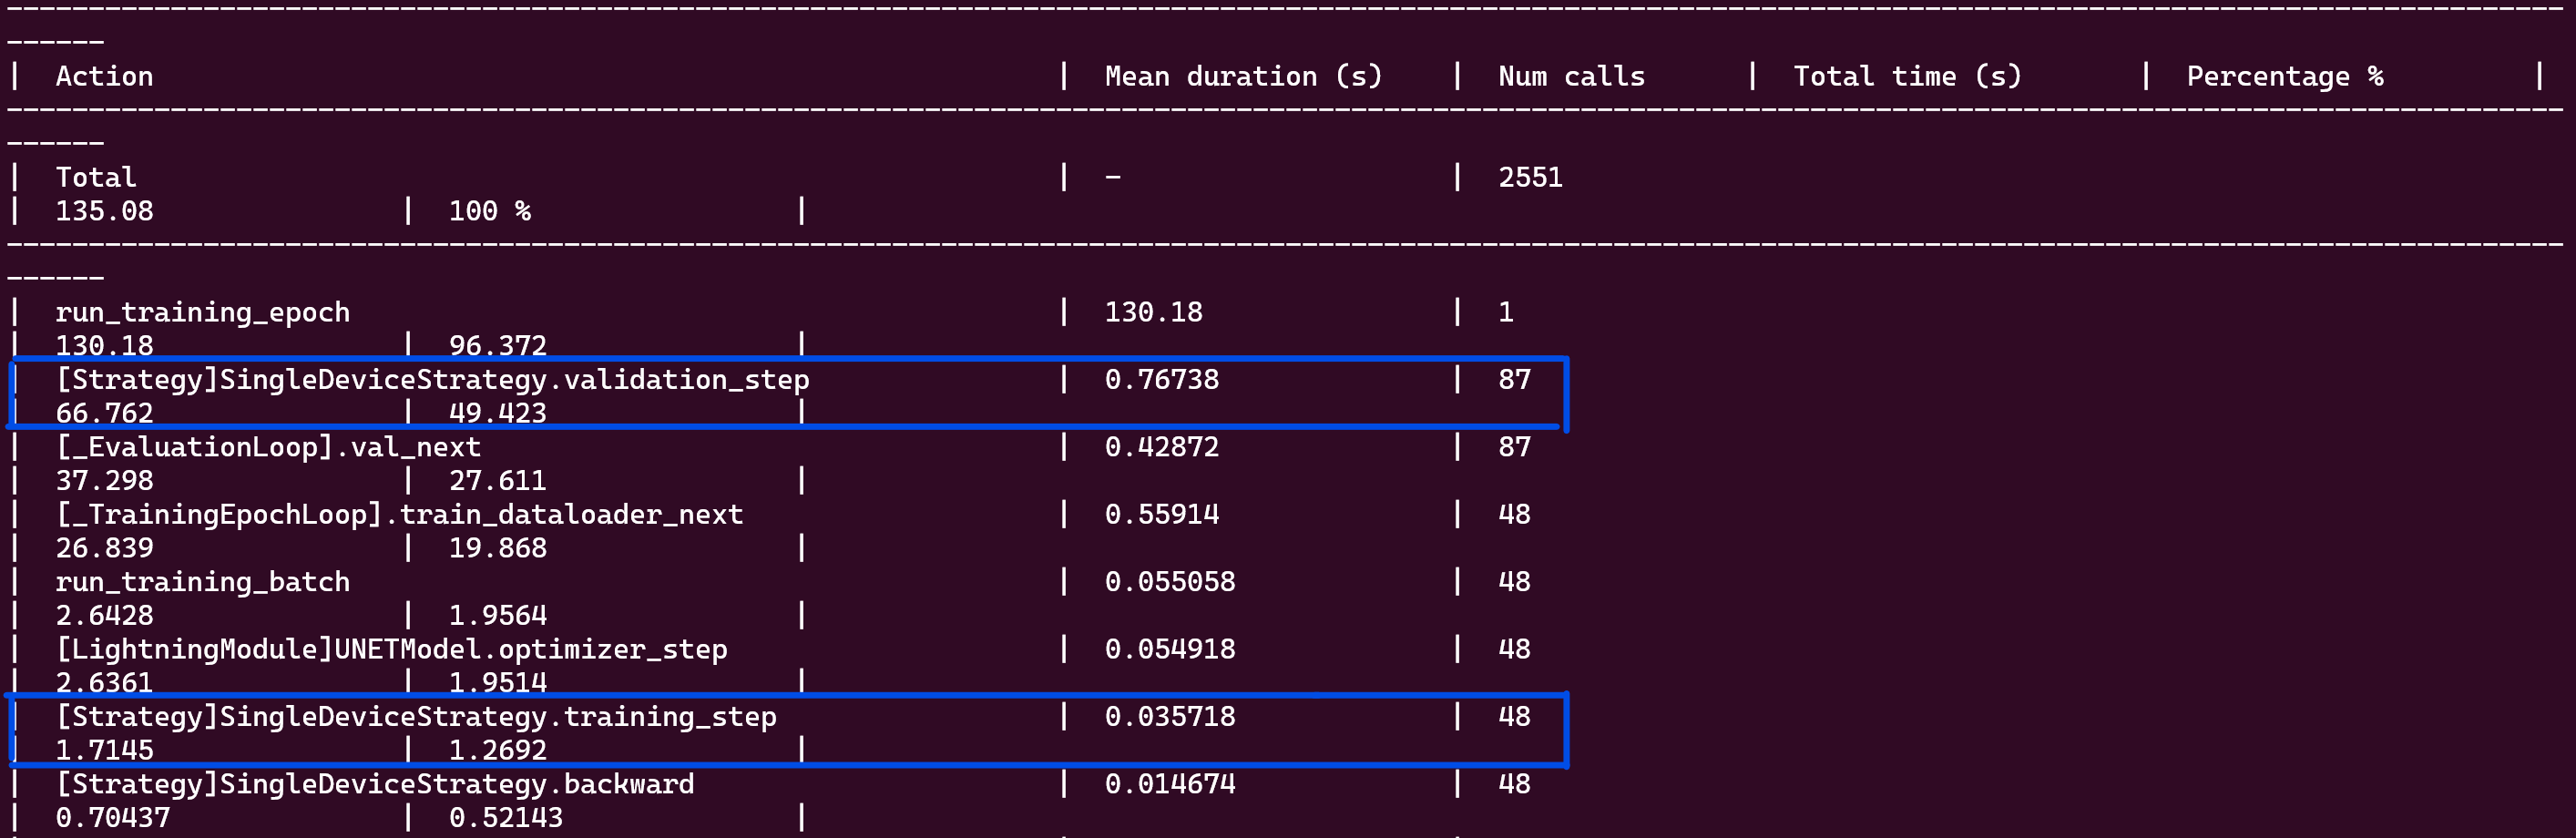 ------------------------------------------------------------------------------------------------------------------------------------------------------------
------
|  Action                                                       |  Mean duration (s)    |  Num calls      |  Total time (s)       |  Percentage %         |
------------------------------------------------------------------------------------------------------------------------------------------------------------
------
|  Total                                                        |  -                    |  2551
|  135.08               |  100 %                |
------------------------------------------------------------------------------------------------------------------------------------------------------------
------
|  run_training_epoch                                           |  130.18               |  1
|  130.18               |  96.372               |
|  [Strategy]SingleDeviceStrategy.validation_step               |  0.76738              |  87
|  66.762               |  49.423               |
|  [_EvaluationLoop].val_next                                   |  0.42872              |  87
|  37.298               |  27.611               |
|  [_TrainingEpochLoop].train_dataloader_next                   |  0.55914              |  48
|  26.839               |  19.868               |
|  run_training_batch                                           |  0.055058             |  48
|  2.6428               |  1.9564               |
|  [LightningModule]UNETModel.optimizer_step                    |  0.054918             |  48
|  2.6361               |  1.9514               |
|  [Strategy]SingleDeviceStrategy.training_step                 |  0.035718             |  48
|  1.7145               |  1.2692               |
|  [Strategy]SingleDeviceStrategy.backward                      |  0.014674             |  48
|  0.70437              |  0.52143              |